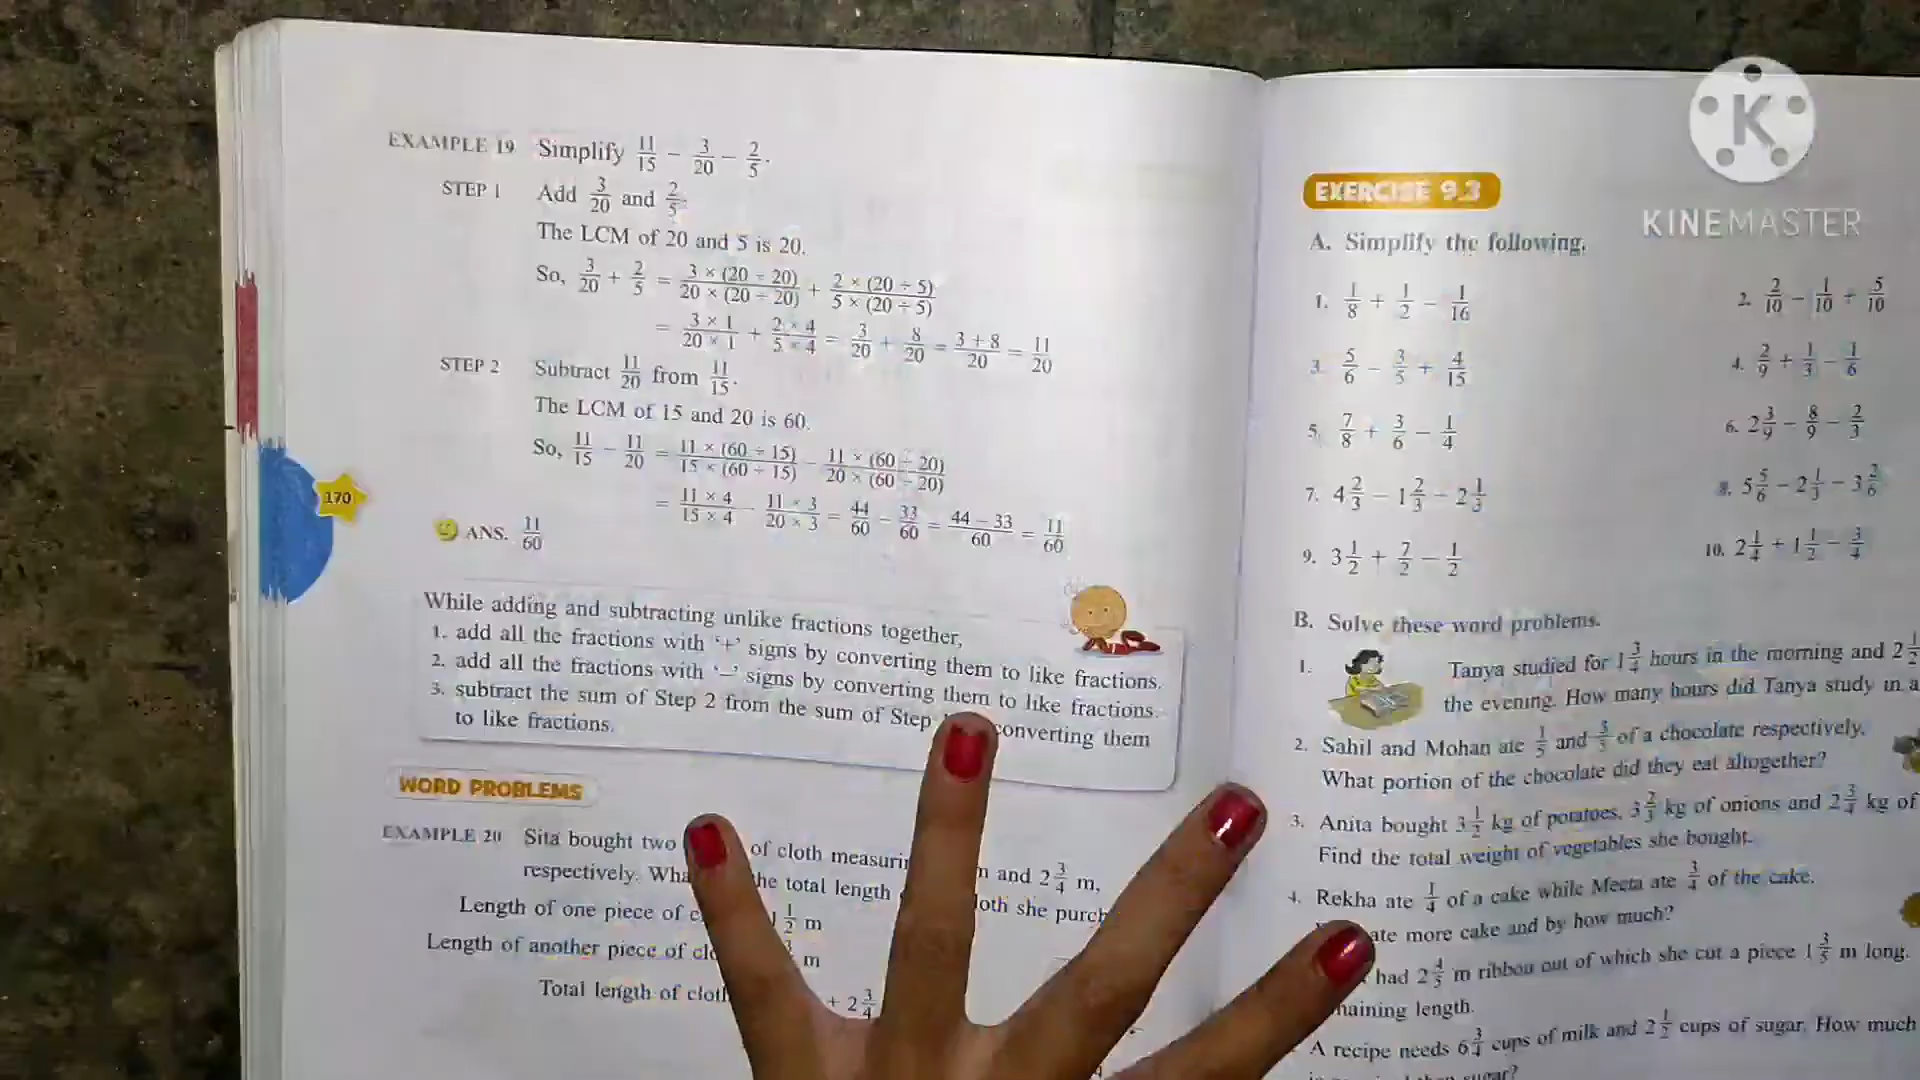 EXAMPLE 19 Simplify 11/15 − 3/20 − 2/5.
STEP 1 Add 3/20 and 2/5.
The LCM of 20 and 5 is 20.
So, 3/20 + 2/5 = 3 × (20 ÷ 20)/20 × (20 ÷ 20) + 2 × (20 ÷ 5)/5 × (20 ÷ 5)
= 3 × 1/20 × 1 + 2 × 4/5 × 4 = 3/20 + 8/20 = 3 + 8/20 = 11/20
STEP 2 Subtract 11/20 from 11/15.
The LCM of 15 and 20 is 60.
So, 11/15 − 11/20 = 11 × (60 ÷ 15)/15 × (60 ÷ 15) − 11 × (60 ÷ 20)/20 × (60 ÷ 20)
= 11 × 4/15 × 4 − 11 × 3/20 × 3 = 44/60 − 33/60 = 44 − 33/60 = 11/60
ANS. 11/60
170
While adding and subtracting unlike fractions together,
1. add all the fractions with ‘+’ signs by converting them to like fractions.
2. add all the fractions with ‘−’ signs by converting them to like fractions.
3. subtract the sum of Step 2 from the sum of Step converting them
to like fractions.
WORD PROBLEMS
EXAMPLE 20 Sita bought two of cloth measuring and 2 3/4 m,
respectively. the total length she
Length of one piece of 1/2 m
Length of another piece of m
Total length of + 2 3/4
K
KINEMASTER
EXERCISE 9.3
A. Simplify the following.
1. 1/8 + 1/2 − 1/16
2. 2/10 − 1/10 + 5/10
3. 5/6 − 3/5 + 4/15
4. 2/9 + 1/3 − 1/6
5. 7/8 + 3/6 − 1/4
6. 2 3/9 − 8/9 − 2/3
7. 4 2/3 − 1 2/3 − 2 1/3
8. 5 5/6 − 2 1/3 − 3 2/6
9. 3 1/2 + 7/2 − 1/2
10. 2 1/4 + 1 1/2 − 3/4
B. Solve these word problems.
1. Tanya studied for 1 3/4 hours in the morning and 2 1/2
the evening. How many hours did Tanya study in a
2. Sahil and Mohan ate 1/5 and 3/5 of a chocolate respectively.
What portion of the chocolate did they eat altogether?
3. Anita bought 3 1/2 kg of potatoes, 3 2/3 kg of onions and 2 3/4 kg of
Find the total weight of vegetables she bought.
4. Rekha ate 1/4 of a cake while Meeta ate 3/4 of the cake.
ate more cake and by how much?
had 2 4/5 m ribbon out of which she cut a piece 1 3/5 m long.
length.
A recipe needs 6 3/4 cups of milk and 2 1/2 cups of sugar. How much
sugar?